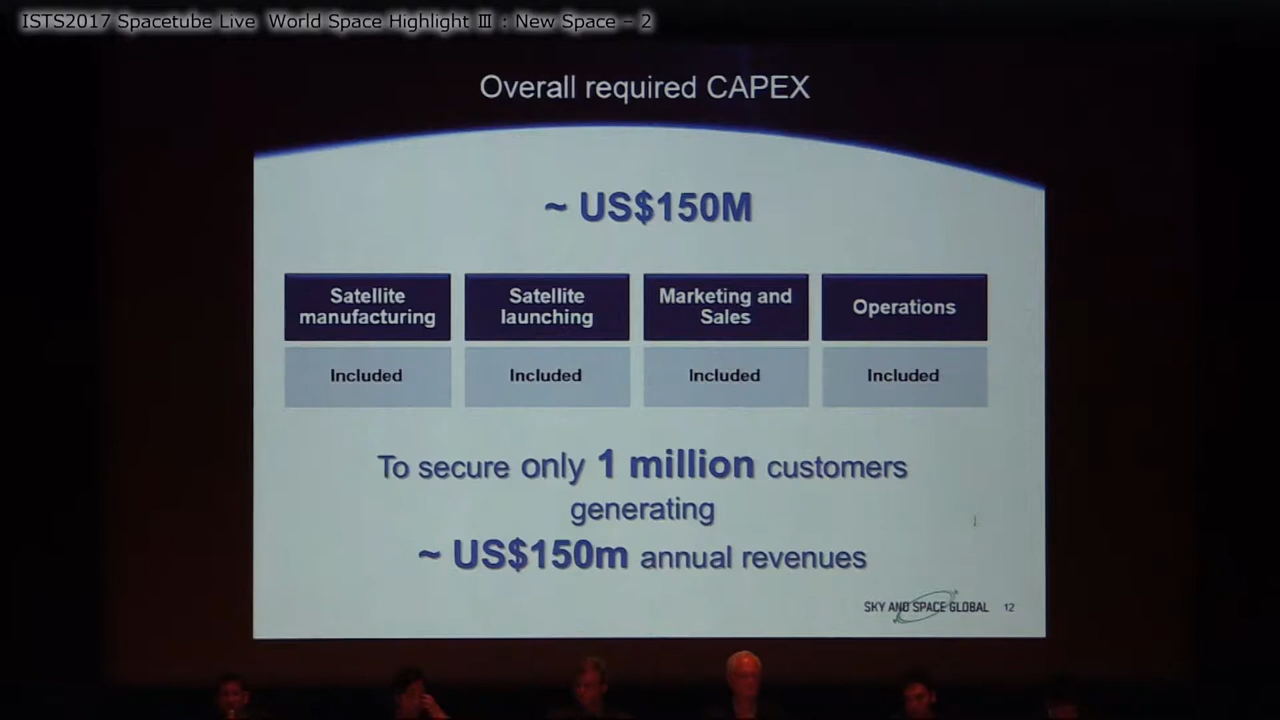 ISTS2017 Spacetube Live World Space Highlight Ⅲ : New Space – 2
Overall required CAPEX
~ US$150M
Satellite manufacturing
Satellite launching
Marketing and Sales
Operations
Included
Included
Included
Included
To secure only 1 million customers
generating
~ US$150m annual revenues
SKY AND SPACE GLOBAL
12